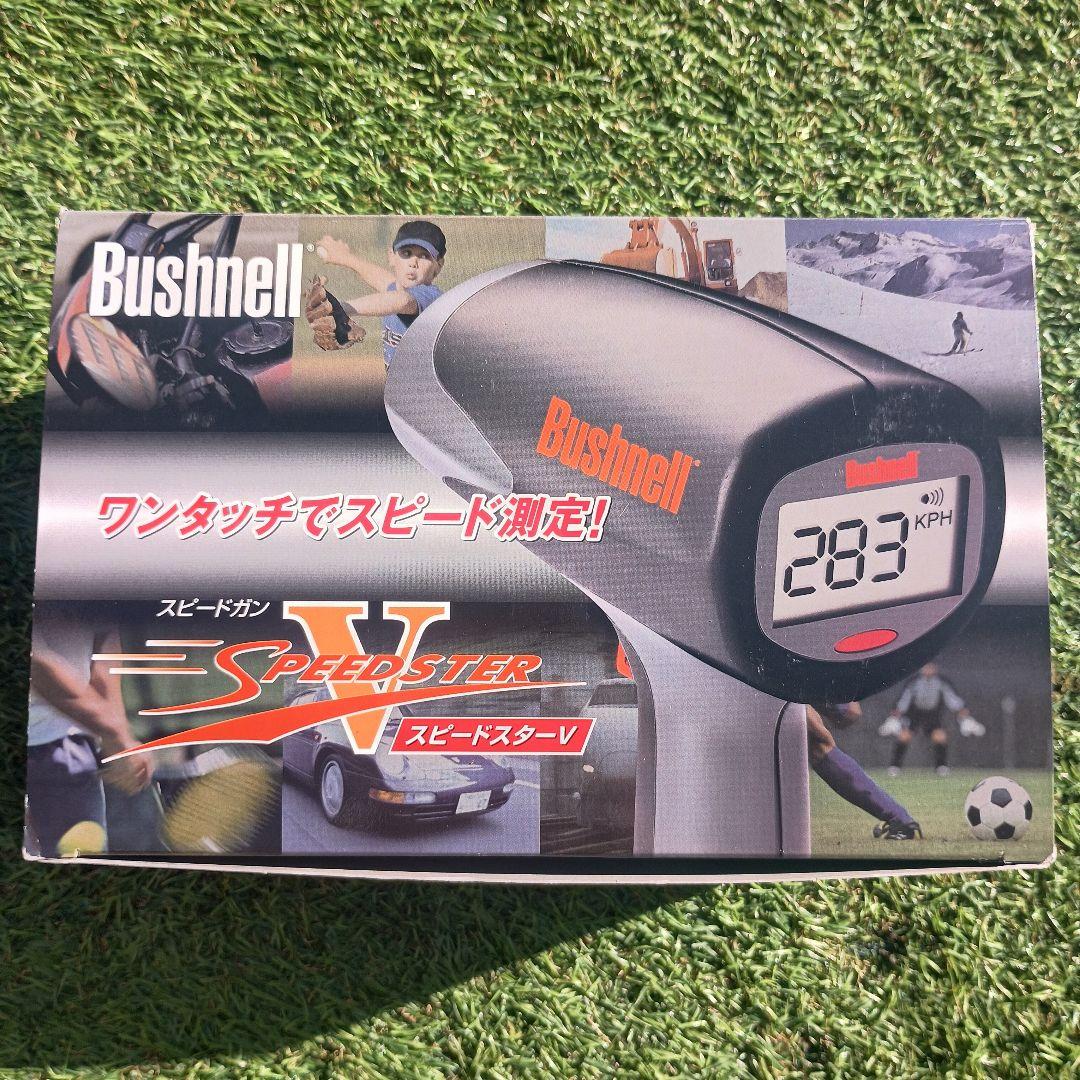 Bushnell®
Bushnell
Bushnell
283
KPH
ワンタッチでスピード測定!
スピードガン
SPEEDSTER
V
スピードスターV